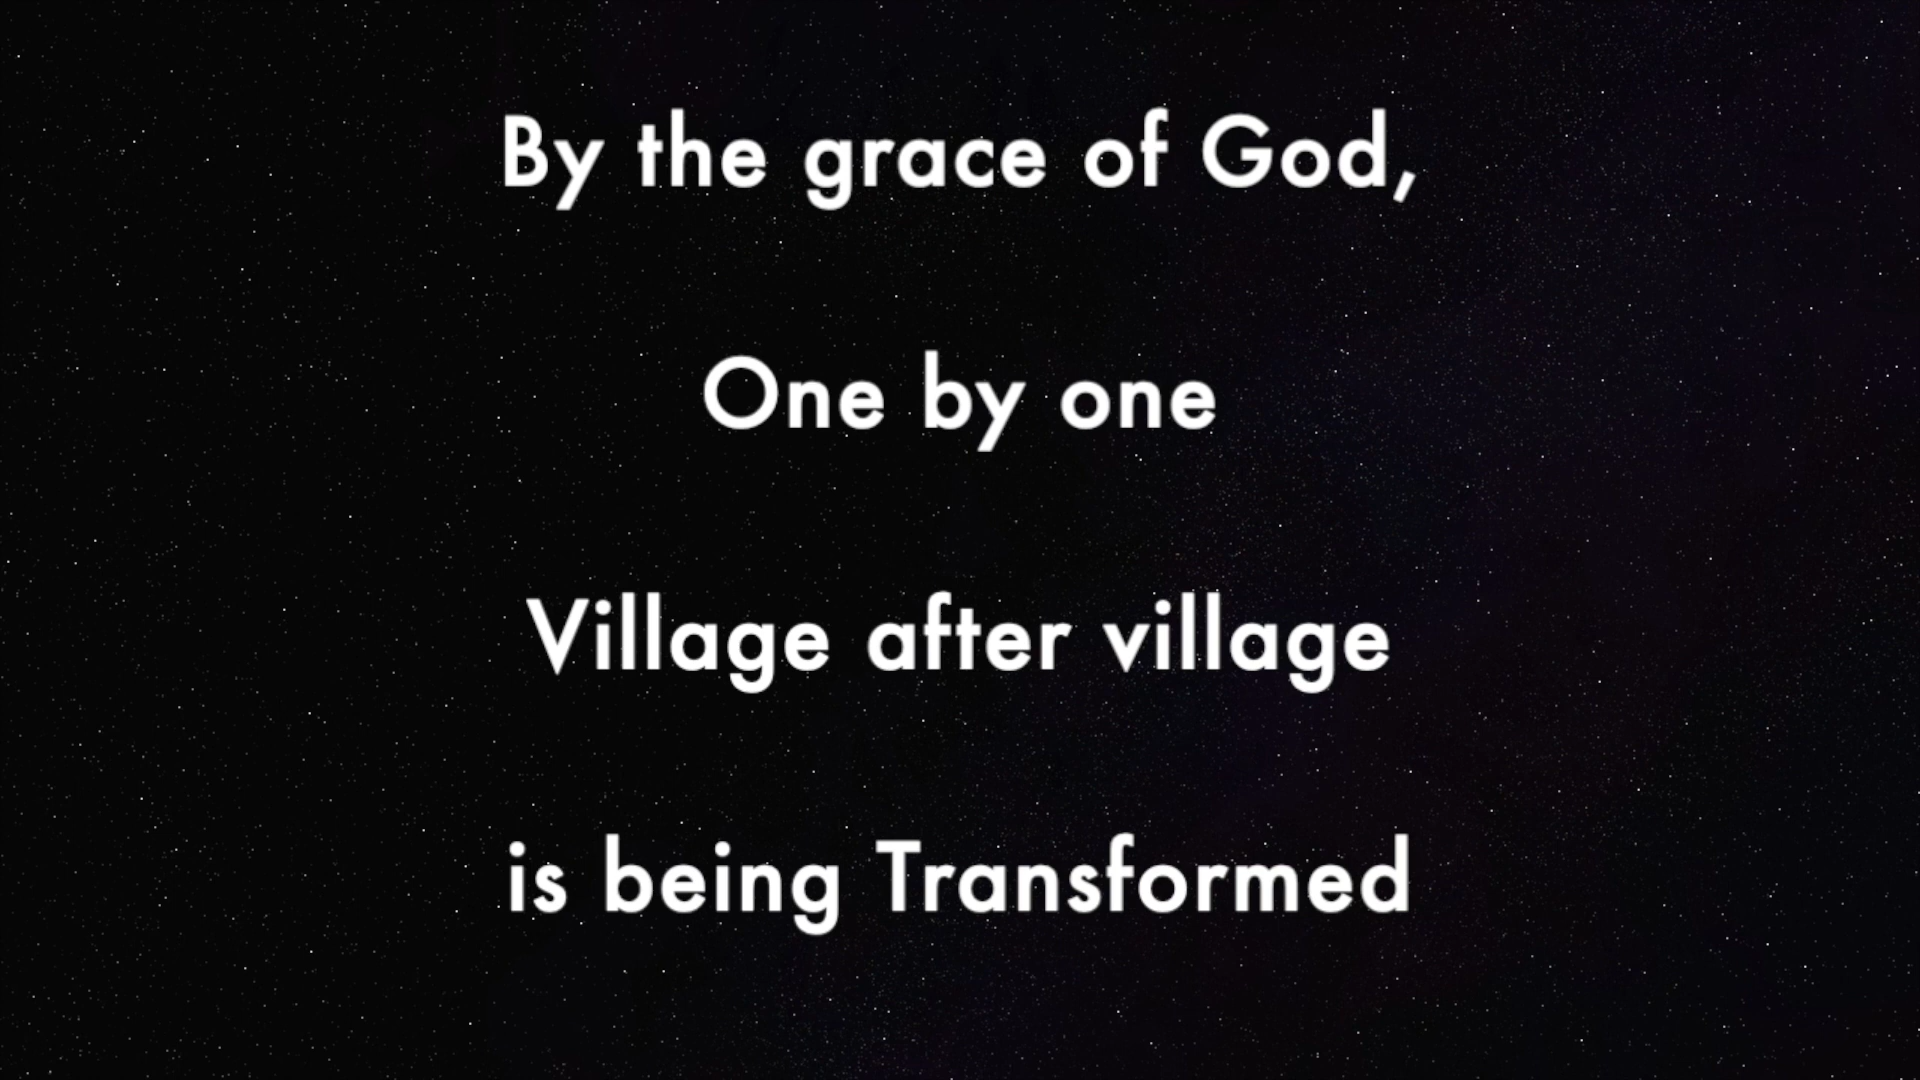 By the grace of God,
One by one
Village after village
is being Transformed